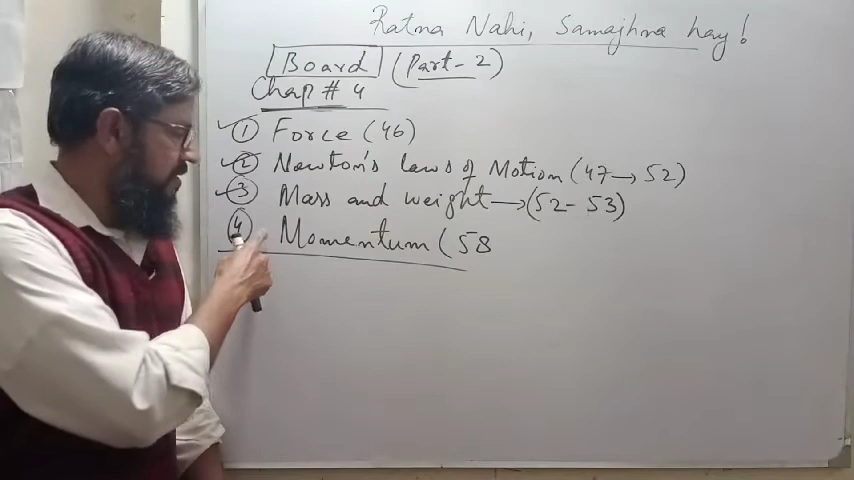 Ratna Nahi, Samajhna hay!
Board (Part-2)
Chap # 4
① Force (46)
② Newton's laws of Motion (47→52)
③ Mass and weight→(52-53)
④ Momentum (58